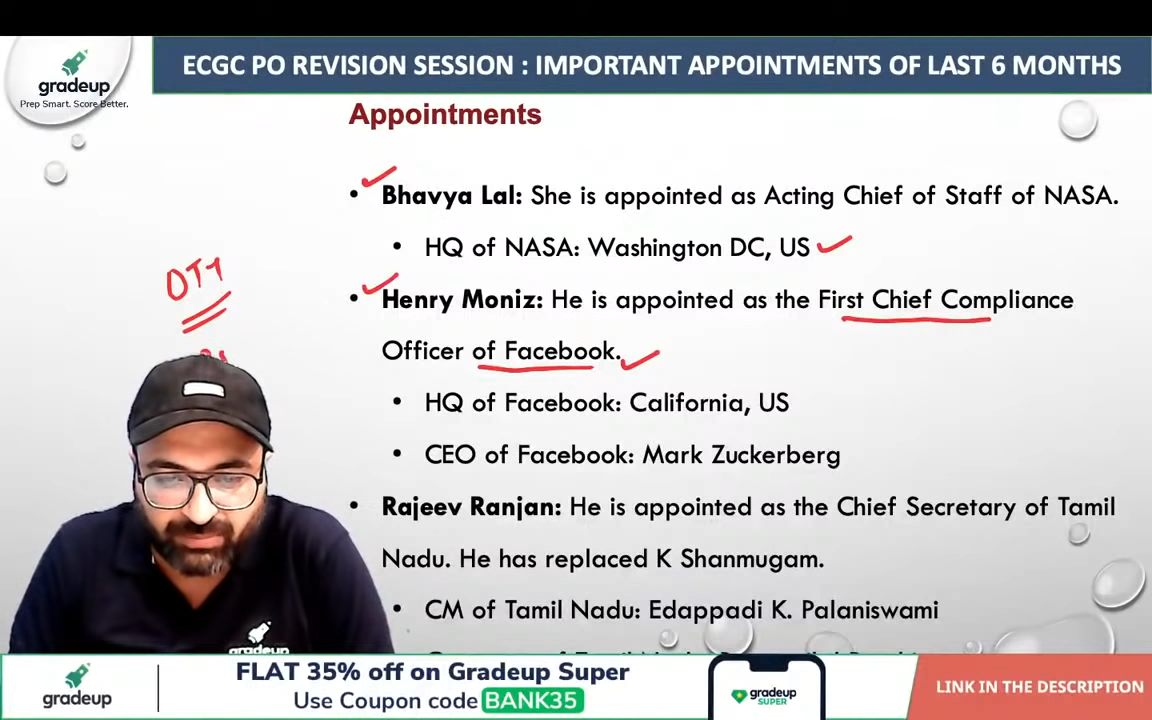 gradeup
Prep Smart. Score Better.
ECGC PO REVISION SESSION : IMPORTANT APPOINTMENTS OF LAST 6 MONTHS
Appointments
• Bhavya Lal: She is appointed as Acting Chief of Staff of NASA.
• HQ of NASA: Washington DC, US
• Henry Moniz: He is appointed as the First Chief Compliance
Officer of Facebook.
• HQ of Facebook: California, US
• CEO of Facebook: Mark Zuckerberg
• Rajeev Ranjan: He is appointed as the Chief Secretary of Tamil
Nadu. He has replaced K Shanmugam.
• CM of Tamil Nadu: Edappadi K. Palaniswami
OTT
gradeup
gradeup
FLAT 35% off on Gradeup Super
Use Coupon code BANK35
gradeup
SUPER
LINK IN THE DESCRIPTION